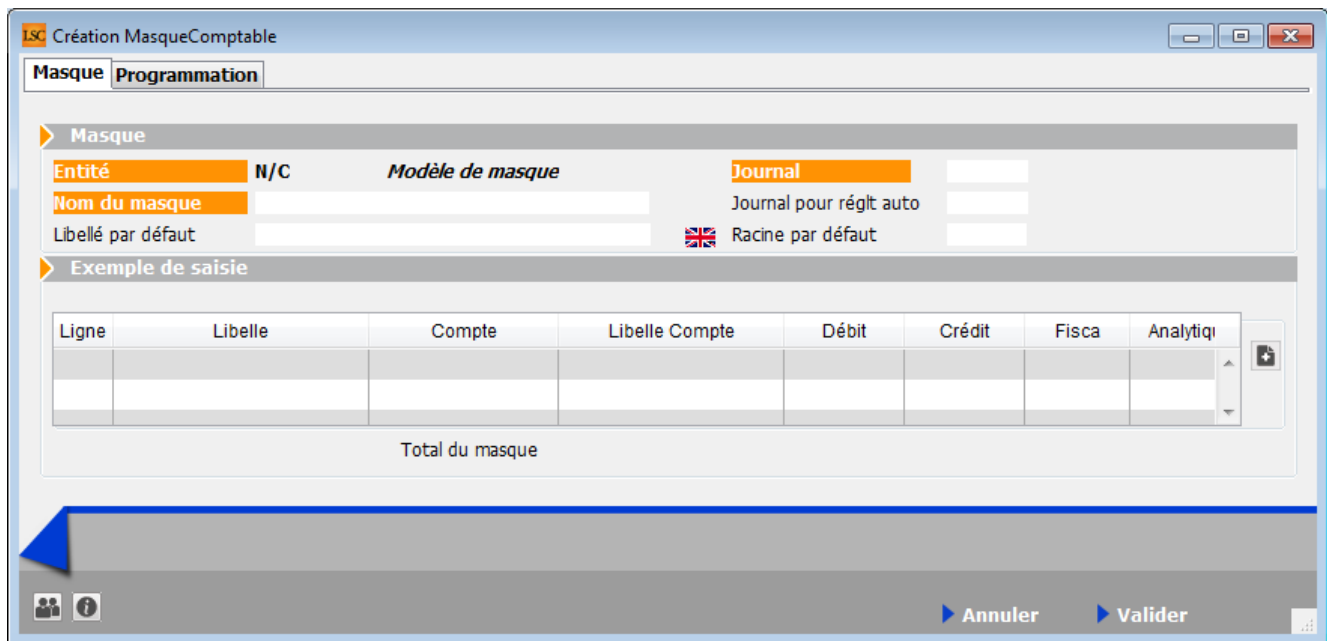 LSC Création MasqueComptable
Masque Programmation
Masque
Entité N/C Modèle de masque Journal
Nom du masque Journal pour réglt auto
Libellé par défaut Racine par défaut
Exemple de saisie
Ligne Libelle Compte Libelle Compte Débit Crédit Fisca Analytiqu
Total du masque
Annuler Valider